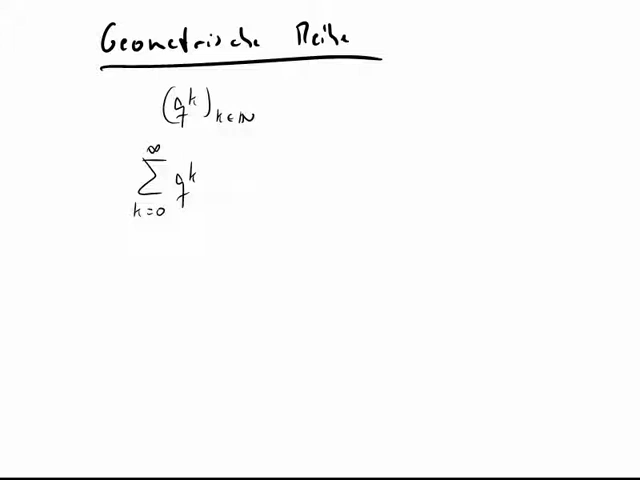 Geometrische Reihe
(q^k)_{k∈ℕ}
∑_{k=0}^{∞} q^k